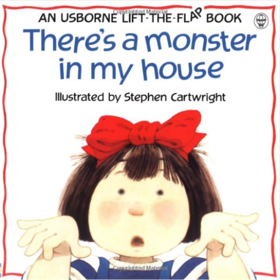 AN USBORNE LIFT-THE-FLAP BOOK
There's a monster
in my house
Illustrated by Stephen Cartwright